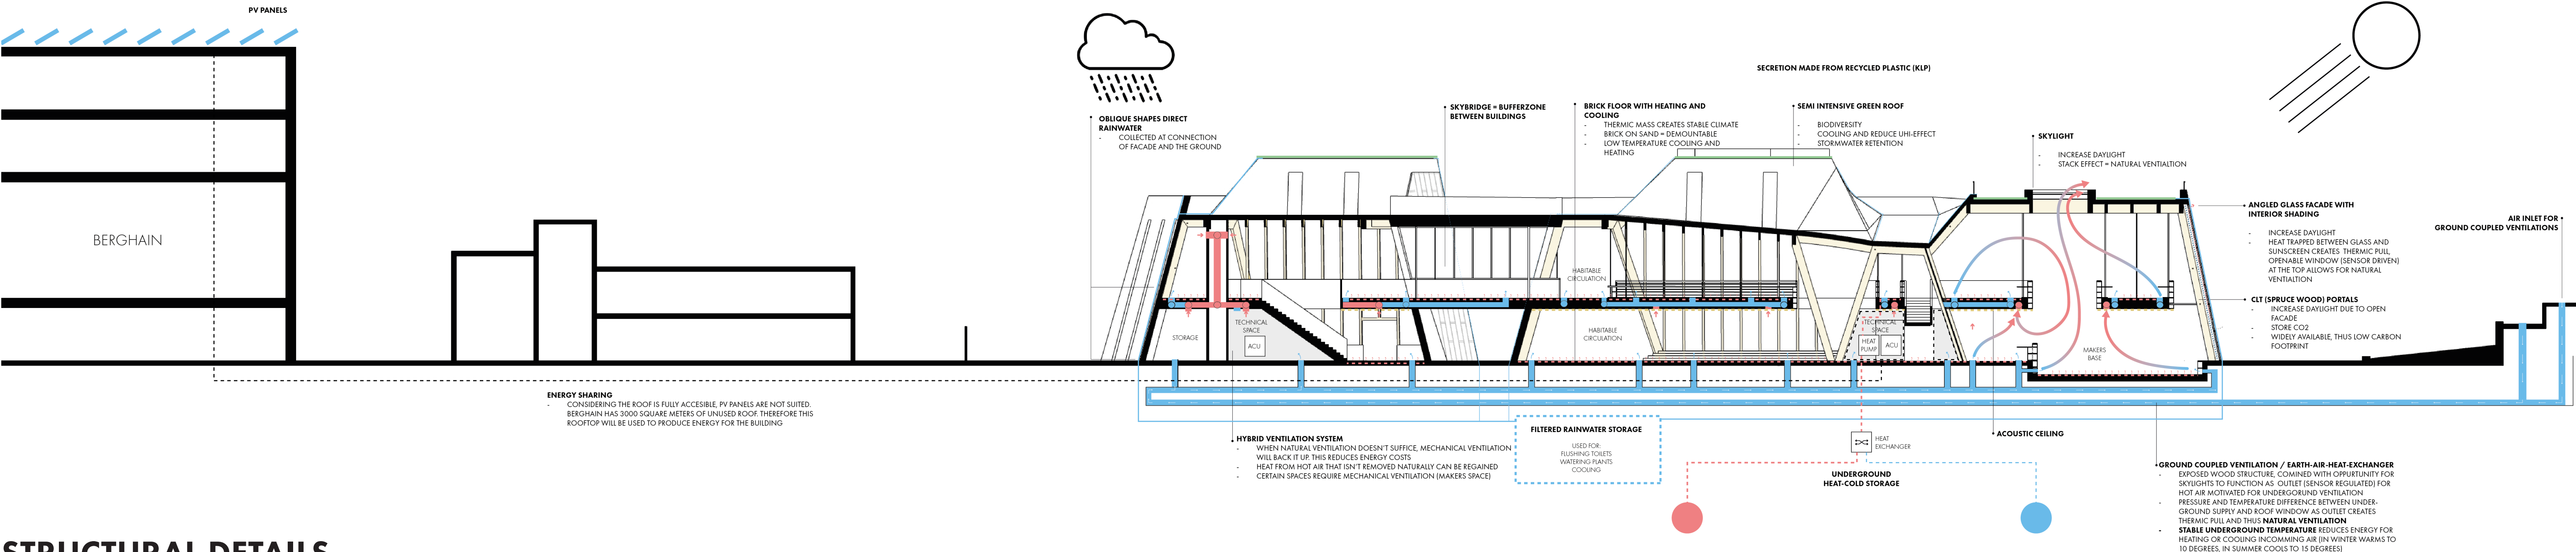 PV PANELS
BERGHAIN
ENERGY SHARING
- CONSIDERING THE ROOF IS FULLY ACCESIBLE, PV PANELS ARE NOT SUITED.
BERGHAIN HAS 3000 SQUARE METERS OF UNUSED ROOF. THEREFORE THIS
ROOFTOP WILL BE USED TO PRODUCE ENERGY FOR THE BUILDING
OBLIQUE SHAPES DIRECT
RAINWATER
- COLLECTED AT CONNECTION
OF FACADE AND THE GROUND
SKYBRIDGE = BUFFERZONE
BETWEEN BUILDINGS
BRICK FLOOR WITH HEATING AND
COOLING
- THERMIC MASS CREATES STABLE CLIMATE
- BRICK ON SAND = DEMOUNTABLE
- LOW TEMPERATURE COOLING AND
HEATING
SECRETION MADE FROM RECYCLED PLASTIC (KLP)
SEMI INTENSIVE GREEN ROOF
- BIODIVERSITY
- COOLING AND REDUCE UHI-EFFECT
- STORMWATER RETENTION
SKYLIGHT
- INCREASE DAYLIGHT
- STACK EFFECT = NATURAL VENTIALTION
ANGLED GLASS FACADE WITH
INTERIOR SHADING
- INCREASE DAYLIGHT
- HEAT TRAPPED BETWEEN GLASS AND
SUNSCREEN CREATES THERMIC PULL,
OPENABLE WINDOW (SENSOR DRIVEN)
AT THE TOP ALLOWS FOR NATURAL
VENTIALTION
CLT (SPRUCE WOOD) PORTALS
- INCREASE DAYLIGHT DUE TO OPEN
FACADE
- STORE CO2
- WIDELY AVAILABLE, THUS LOW CARBON
FOOTPRINT
AIR INLET FOR
GROUND COUPLED VENTILATIONS
STORAGE
TECHNICAL
SPACE
ACU
HABITABLE
CIRCULATION
HABITABLE
CIRCULATION
TECHNICAL
SPACE
HEAT
PUMP
ACU
MAKERS
BASE
HYBRID VENTILATION SYSTEM
- WHEN NATURAL VENTILATION DOESN'T SUFFICE, MECHANICAL VENTILATION
WILL BACK IT UP. THIS REDUCES ENERGY COSTS
- HEAT FROM HOT AIR THAT ISN'T REMOVED NATURALLY CAN BE REGAINED
- CERTAIN SPACES REQUIRE MECHANICAL VENTILATION (MAKERS SPACE)
FILTERED RAINWATER STORAGE
USED FOR:
FLUSHING TOILETS
WATERING PLANTS
COOLING
HEAT
EXCHANGER
UNDERGROUND
HEAT-COLD STORAGE
ACOUSTIC CEILING
GROUND COUPLED VENTILATION / EARTH-AIR-HEAT-EXCHANGER
- EXPOSED WOOD STRUCTURE, COMINED WITH OPPURTUNITY FOR
SKYLIGHTS TO FUNCTION AS OUTLET (SENSOR REGULATED) FOR
HOT AIR MOTIVATED FOR UNDERGORUND VENTILATION
- PRESSURE AND TEMPERATURE DIFFERENCE BETWEEN UNDER-
GROUND SUPPLY AND ROOF WINDOW AS OUTLET CREATES
THERMIC PULL AND THUS NATURAL VENTILATION
- STABLE UNDERGROUND TEMPERATURE REDUCES ENERGY FOR
HEATING OR COOLING INCOMMING AIR (IN WINTER WARMS TO
10 DEGREES, IN SUMMER COOLS TO 15 DEGREES)
STRUCTURAL DETAILS